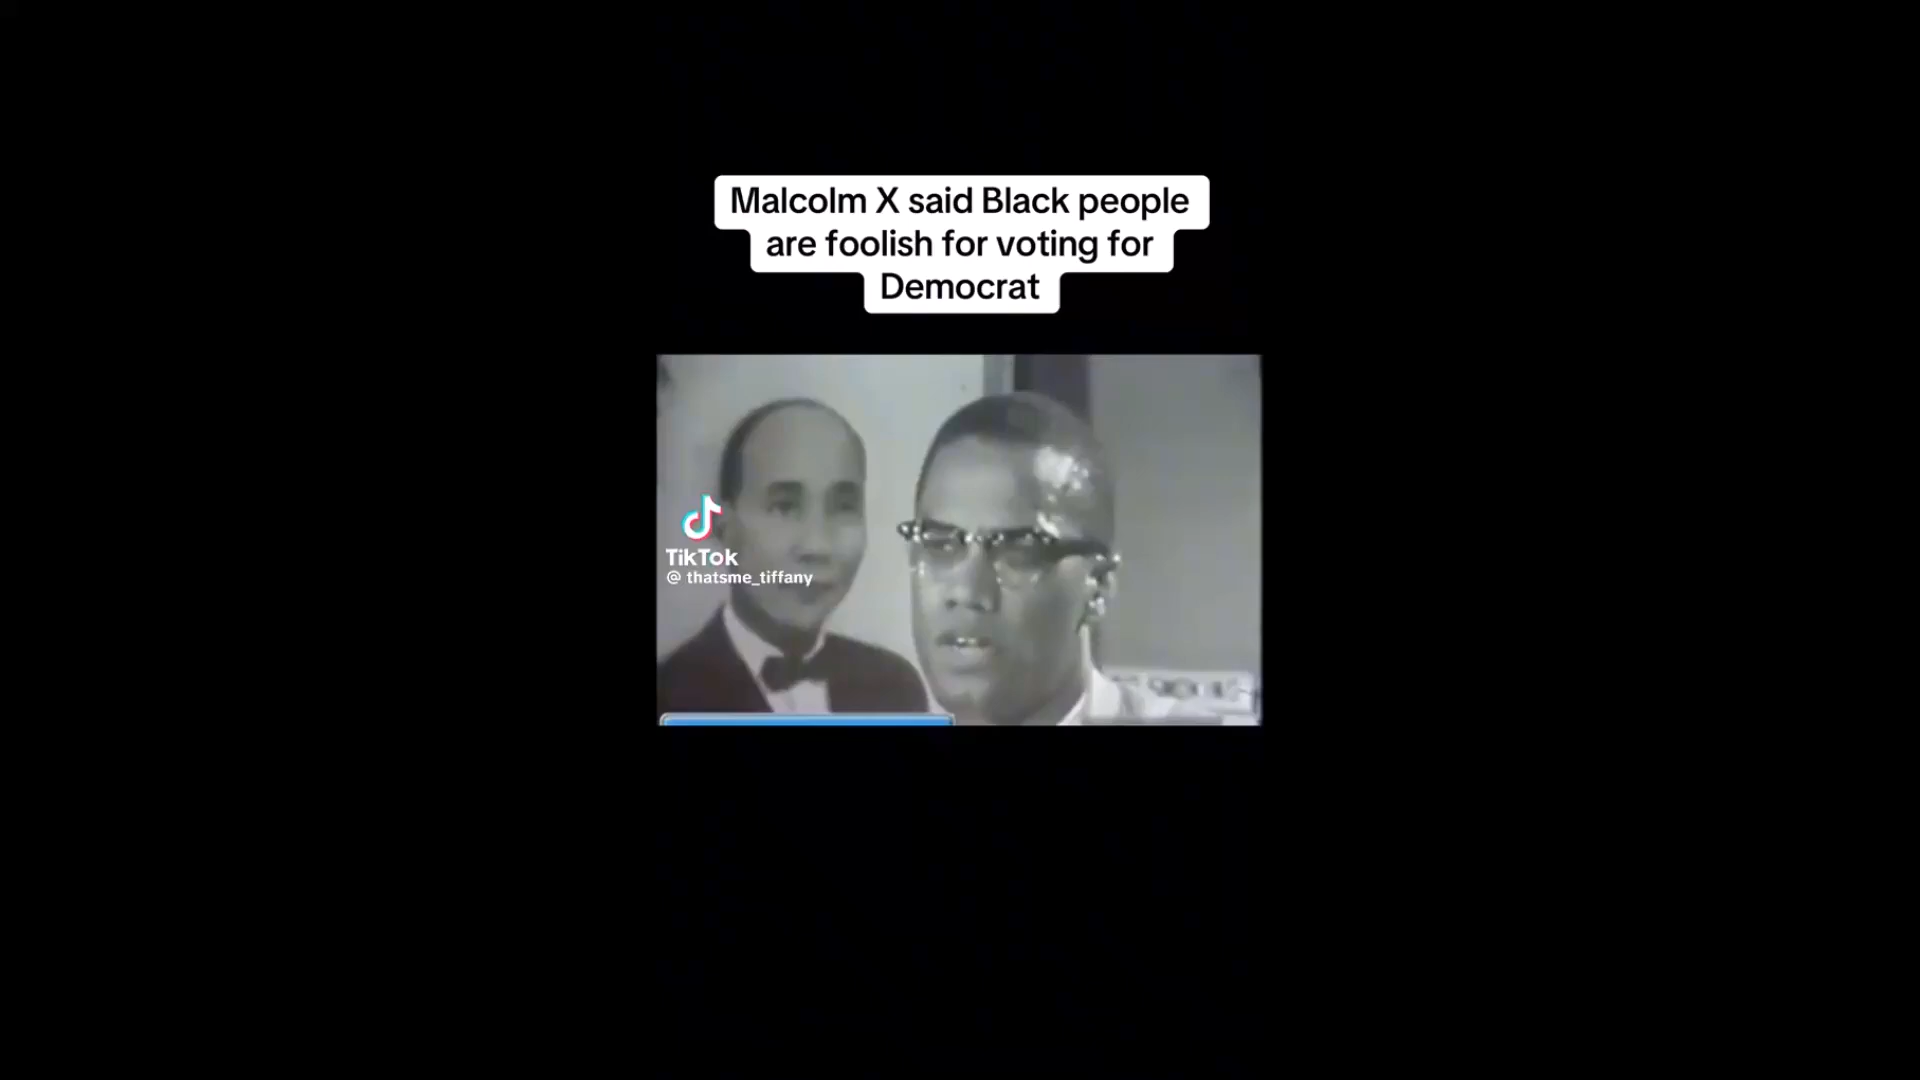 Malcolm X said Black people
are foolish for voting for
Democrat
TikTok
@ thatsme_tiffany